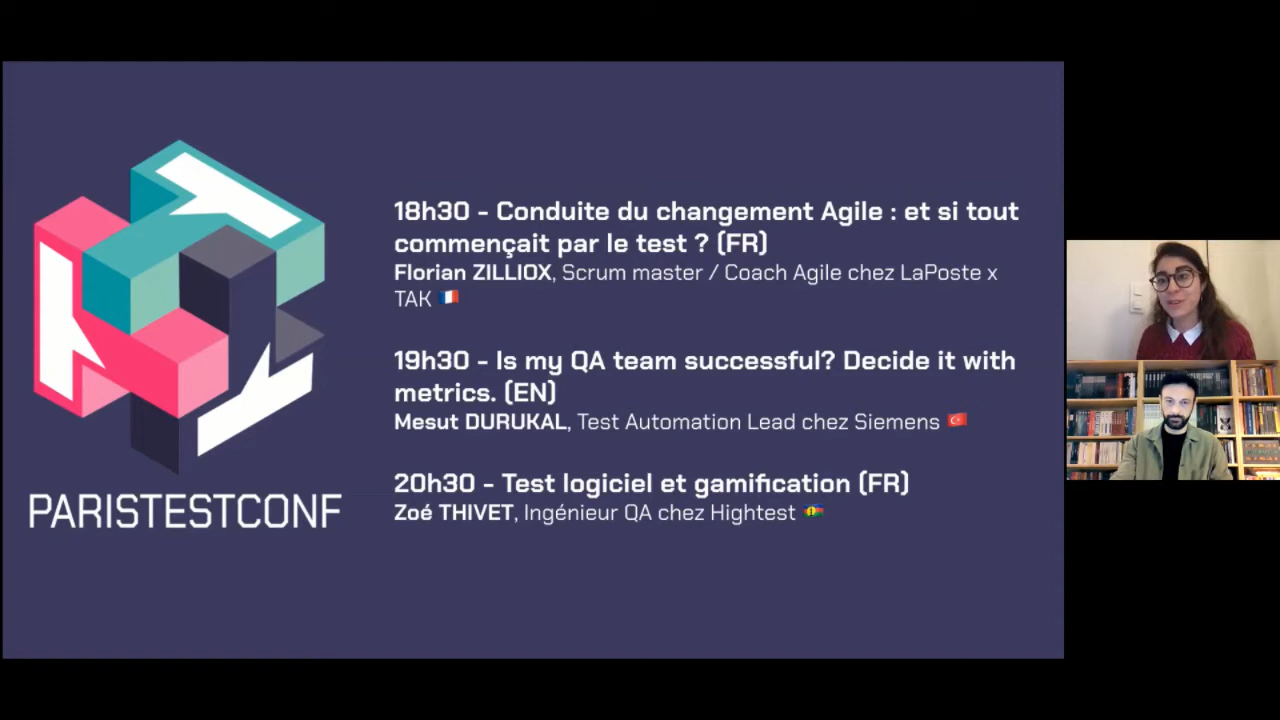 18h30 - Conduite du changement Agile : et si tout
commençait par le test ? (FR)
Florian ZILLIOX, Scrum master / Coach Agile chez LaPoste x
TAK 🇫🇷
19h30 - Is my QA team successful? Decide it with
metrics. (EN)
Mesut DURUKAL, Test Automation Lead chez Siemens 🇹🇷
20h30 - Test logiciel et gamification (FR)
Zoé THIVET, Ingénieur QA chez Hightest 🇳🇨
PARISTESTCONF